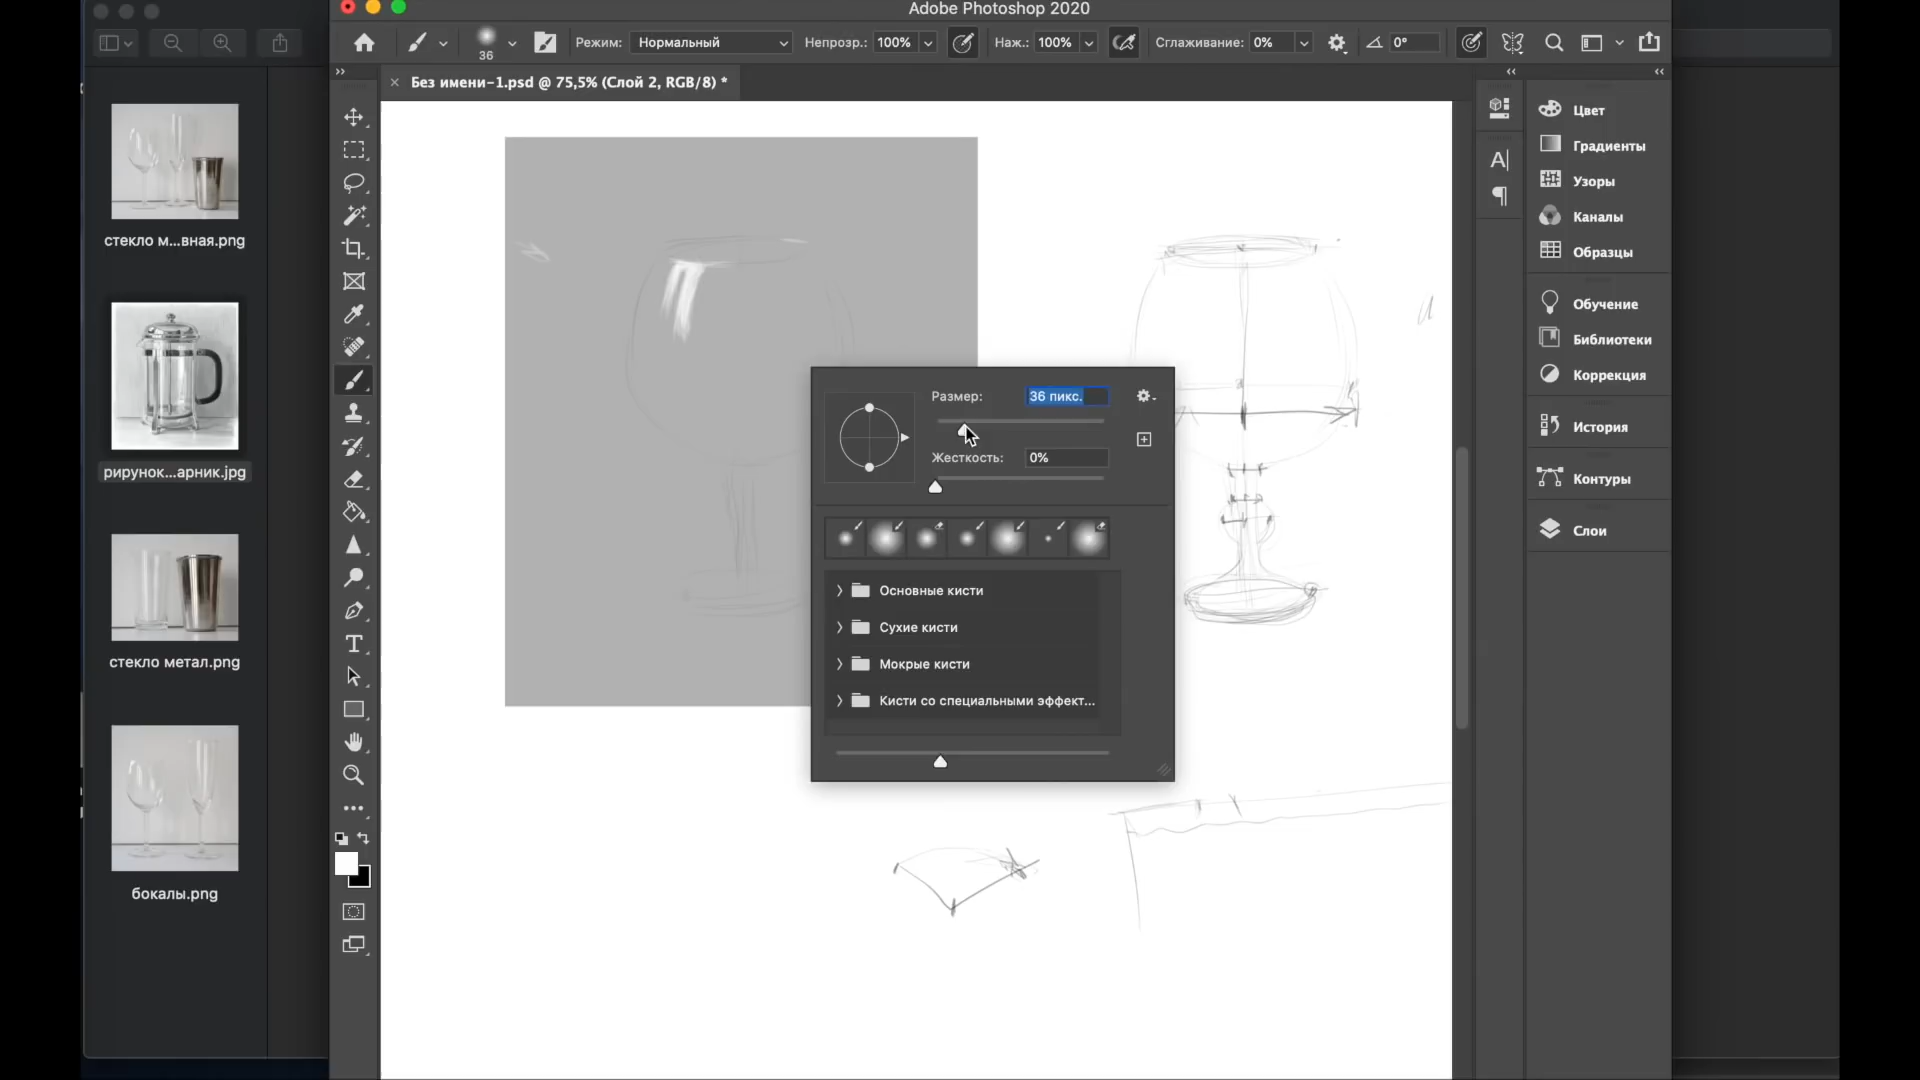 Adobe Photoshop 2020
36
Режим: Нормальный
Непрозр.: 100%
Наж.: 100%
Сглаживание: 0%
0°
Без имени-1.psd @ 75,5% (Слой 2, RGB/8) *
стекло м...вная.png
рирунок...арник.jpg
стекло метал.png
бокалы.png
Размер: 36 пикс.
Жесткость: 0%
Основные кисти
Сухие кисти
Мокрые кисти
Кисти со специальными эффект...
Цвет
Градиенты
Узоры
Каналы
Образцы
Обучение
Библиотеки
Коррекция
История
Контуры
Слои